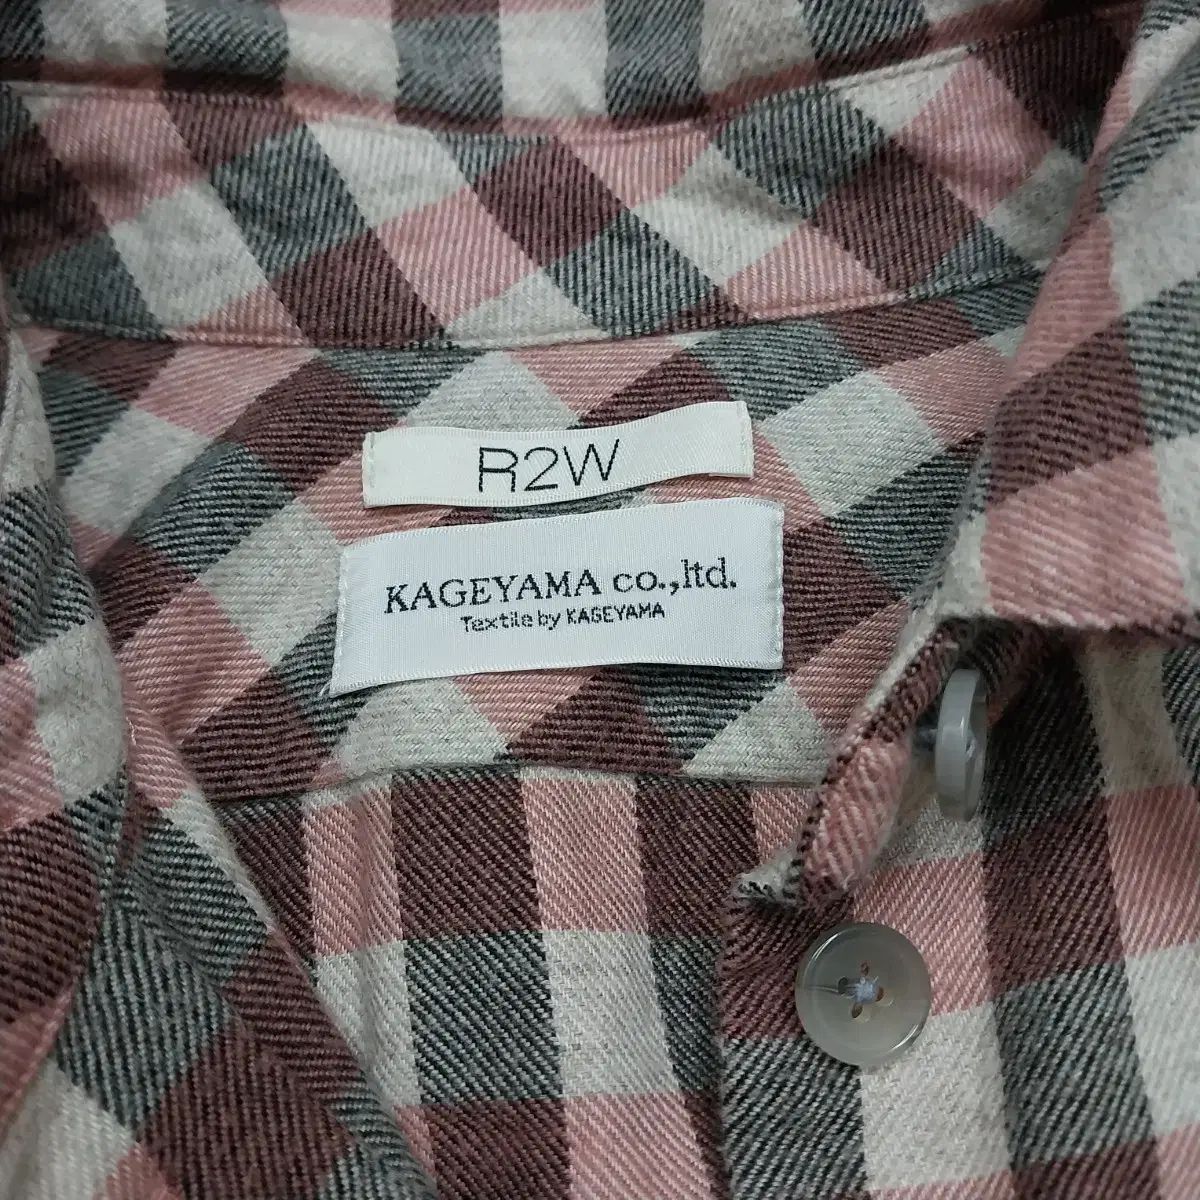 R2W
KAGEYAMA co.,ltd.
Textile by KAGEYAMA